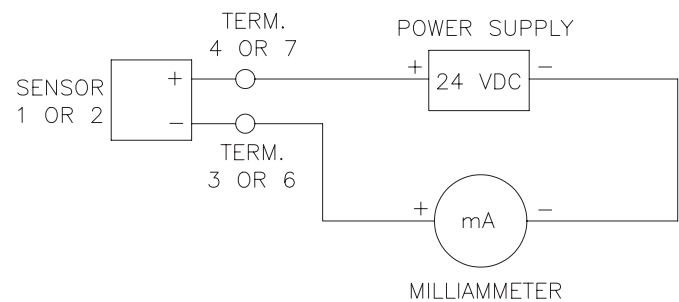 TERM.
4 OR 7
POWER SUPPLY
SENSOR
1 OR 2
+
+
24 VDC
−
−
TERM.
3 OR 6
+
mA
−
MILLIAMMETER